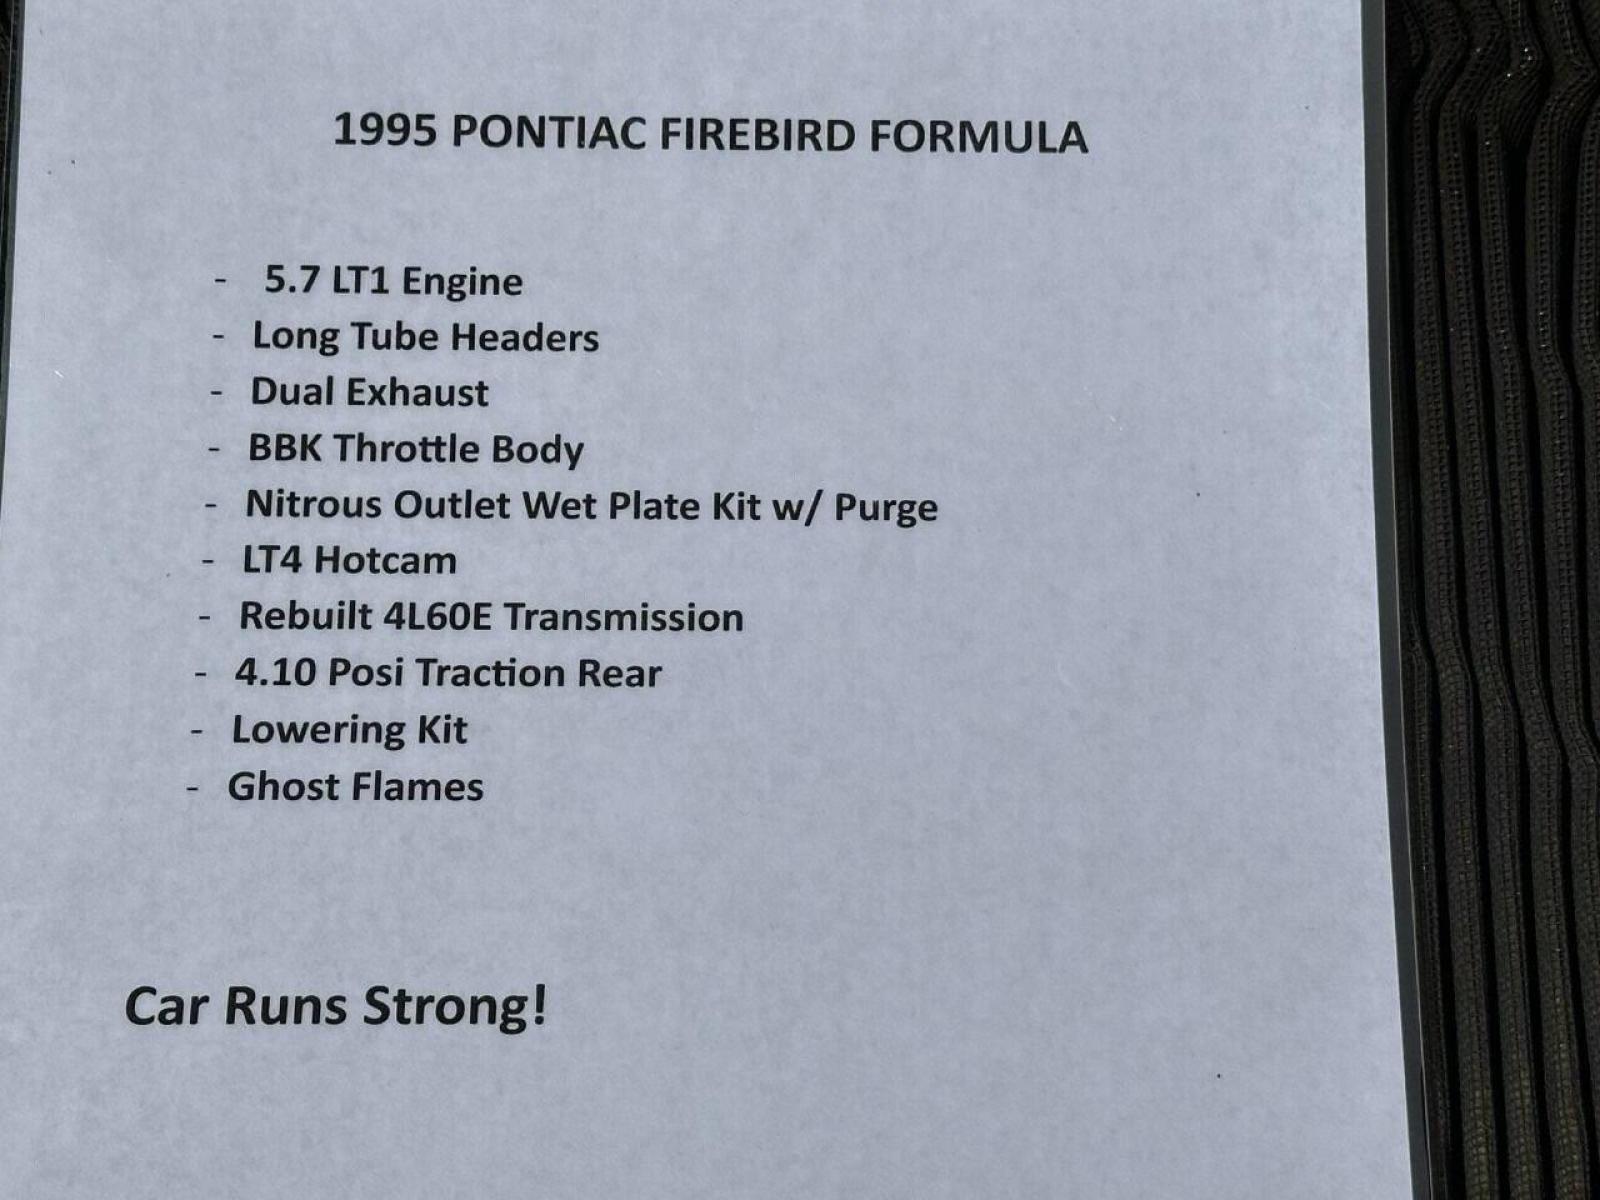 1995 PONTIAC FIREBIRD FORMULA
- 5.7 LT1 Engine
- Long Tube Headers
- Dual Exhaust
- BBK Throttle Body
- Nitrous Outlet Wet Plate Kit w/ Purge
- LT4 Hotcam
- Rebuilt 4L60E Transmission
- 4.10 Posi Traction Rear
- Lowering Kit
- Ghost Flames
Car Runs Strong!